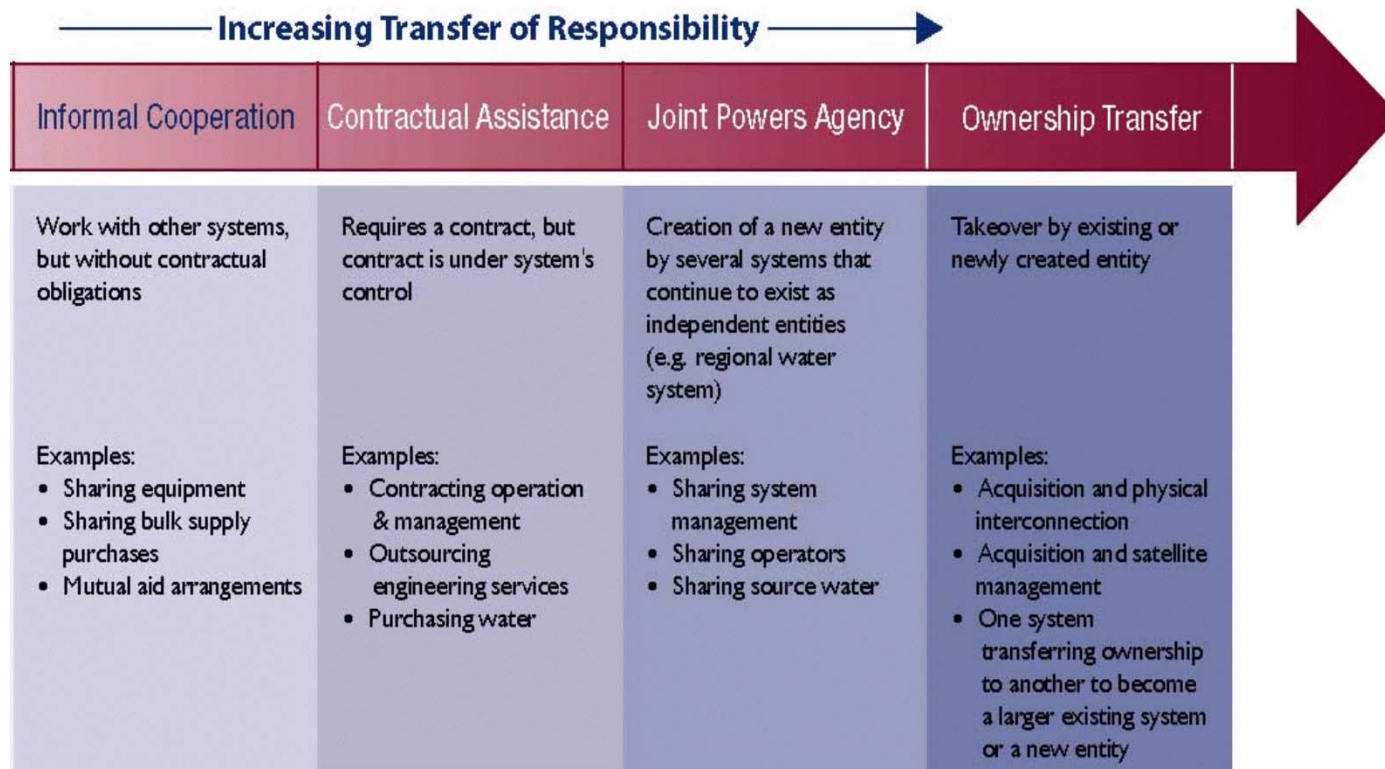 Increasing Transfer of Responsibility
Informal Cooperation
Contractual Assistance
Joint Powers Agency
Ownership Transfer
Work with other systems,
but without contractual
obligations
Examples:
• Sharing equipment
• Sharing bulk supply
purchases
• Mutual aid arrangements
Requires a contract, but
contract is under system's
control
Examples:
• Contracting operation
& management
• Outsourcing
engineering services
• Purchasing water
Creation of a new entity
by several systems that
continue to exist as
independent entities
(e.g. regional water
system)
Examples:
• Sharing system
management
• Sharing operators
• Sharing source water
Takeover by existing or
newly created entity
Examples:
• Acquisition and physical
interconnection
• Acquisition and satellite
management
• One system
transferring ownership
to another to become
a larger existing system
or a new entity